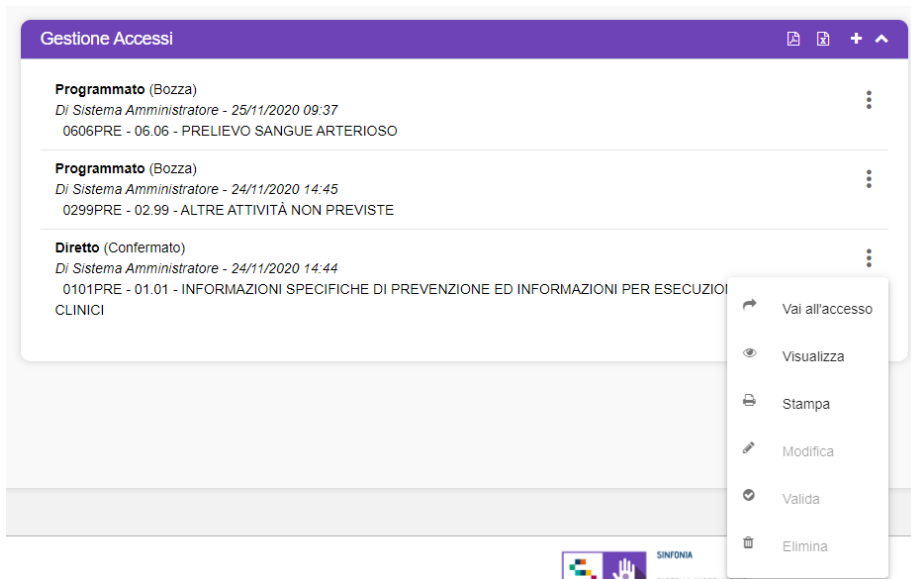 Gestione Accessi
Programmato (Bozza)
Di Sistema Amministratore - 25/11/2020 09:37
0606PRE - 06.06 - PRELIEVO SANGUE ARTERIOSO
Programmato (Bozza)
Di Sistema Amministratore - 24/11/2020 14:45
0299PRE - 02.99 - ALTRE ATTIVITÀ NON PREVISTE
Diretto (Confermato)
Di Sistema Amministratore - 24/11/2020 14:44
0101PRE - 01.01 - INFORMAZIONI SPECIFICHE DI PREVENZIONE ED INFORMAZIONI PER
CLINICI
Vai all'accesso
Visualizza
Stampa
Modifica
Valida
Elimina
SINFONIA